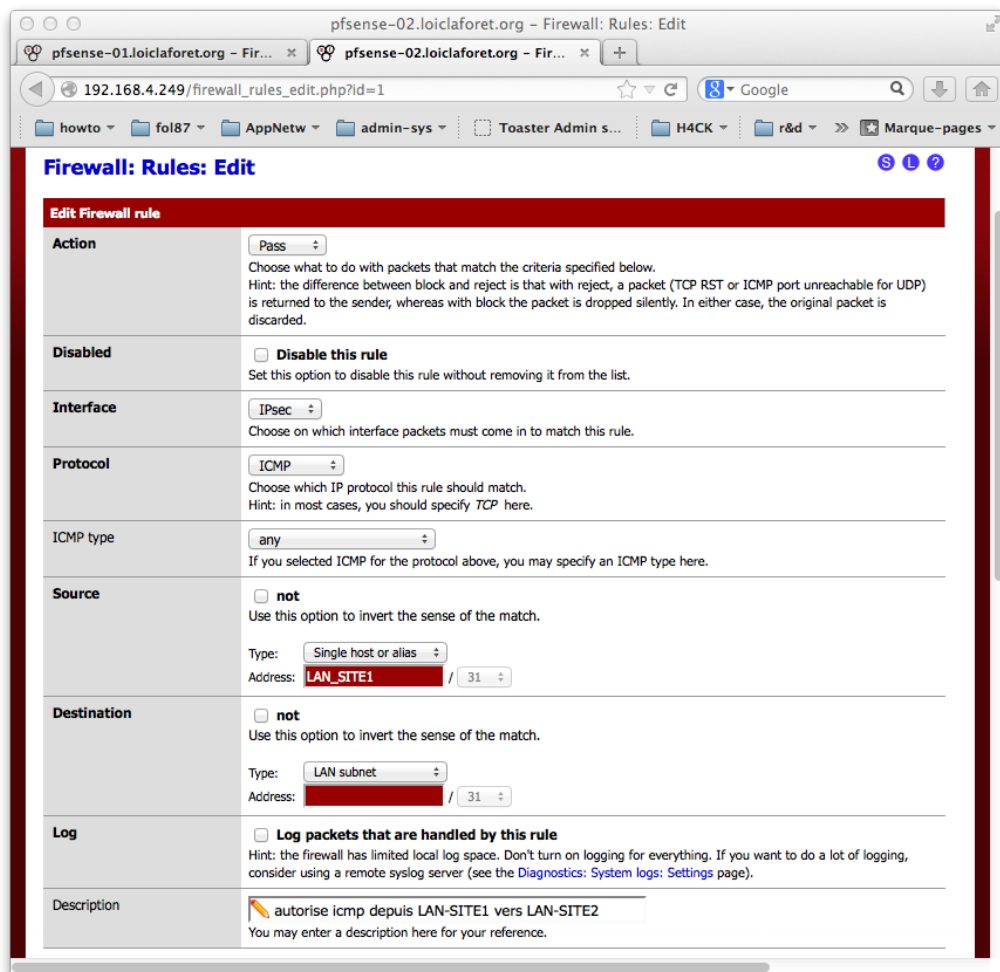 pfsense-02.loiclaforet.org – Firewall: Rules: Edit
pfsense-01.loiclaforet.org – Fir...
pfsense-02.loiclaforet.org – Fir...
192.168.4.249/firewall_rules_edit.php?id=1
8 Google
howto fol87 AppNetw admin-sys Toaster Admin s... H4CK r&d » Marque-pages
Firewall: Rules: Edit
S L ?
Edit Firewall rule
Action
Pass
Choose what to do with packets that match the criteria specified below.
Hint: the difference between block and reject is that with reject, a packet (TCP RST or ICMP port unreachable for UDP)
is returned to the sender, whereas with block the packet is dropped silently. In either case, the original packet is
discarded.
Disabled
Disable this rule
Set this option to disable this rule without removing it from the list.
Interface
IPsec
Choose on which interface packets must come in to match this rule.
Protocol
ICMP
Choose which IP protocol this rule should match.
Hint: in most cases, you should specify TCP here.
ICMP type
any
If you selected ICMP for the protocol above, you may specify an ICMP type here.
Source
not
Use this option to invert the sense of the match.
Type: Single host or alias
Address: LAN_SITE1 / 31
Destination
not
Use this option to invert the sense of the match.
Type: LAN subnet
Address: / 31
Log
Log packets that are handled by this rule
Hint: the firewall has limited local log space. Don't turn on logging for everything. If you want to do a lot of logging,
consider using a remote syslog server (see the Diagnostics: System logs: Settings page).
Description
autorise icmp depuis LAN-SITE1 vers LAN-SITE2
You may enter a description here for your reference.